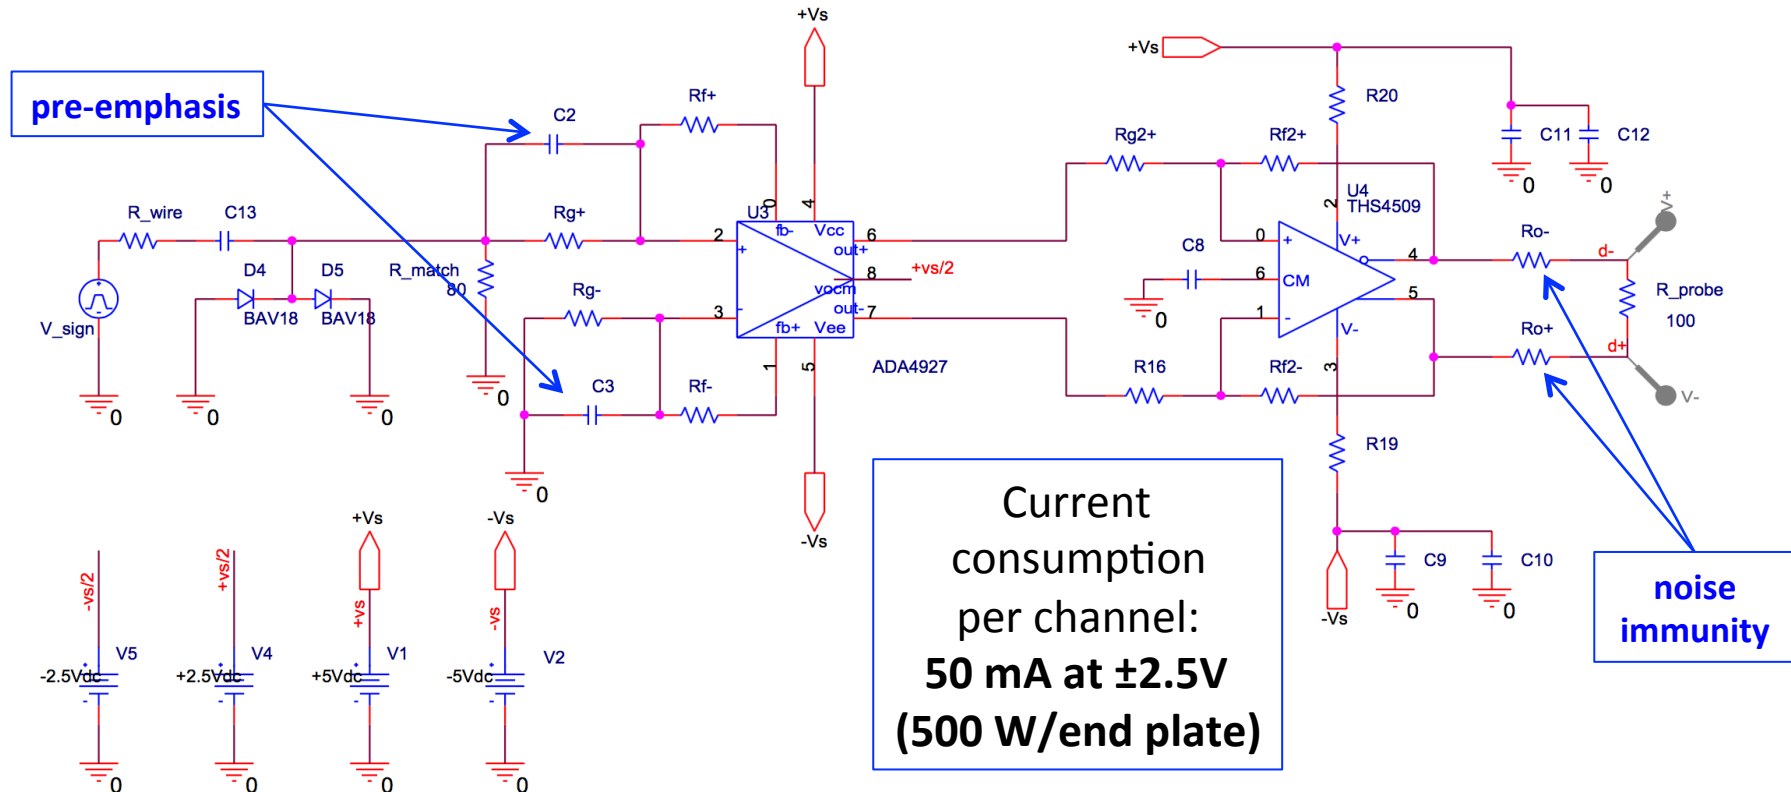 +Vs
+Vs
pre-emphasis
C2
Rf+
R20
C11
C12
0
0
Rg2+
Rf2+
U4
THS4509
V+
R_wire
C13
Rg+
U3
0
4
fb-
Vcc
2
+
6
out+
8
+vs/2
vocm
out-
7
3
-
fb+
Vee
1
5
ADA4927
C8
0
0
+
2
V+
6
CM
4
5
1
-
V-
3
Ro-
d-
R_probe
100
Ro+
d+
V-
D4
BAV18
D5
BAV18
R_match
80
V_sign
Rg-
C3
Rf-
R16
Rf2-
0
0
0
0
0
-Vs
R19
Current
consumption
per channel:
50 mA at ±2.5V
(500 W/end plate)
C9
C10
0
0
-Vs
noise
immunity
+Vs
-Vs
-vs/2
+vs/2
+vs
-vs
V5
-2.5Vdc
V4
+2.5Vdc
V1
+5Vdc
V2
-5Vdc
0
0
0
0